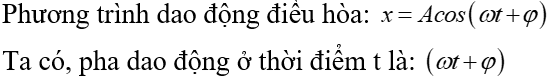 Phương trình dao động điều hòa: x = Acos(ωt+φ)
Ta có, pha dao động ở thời điểm t là: (ωt+φ)